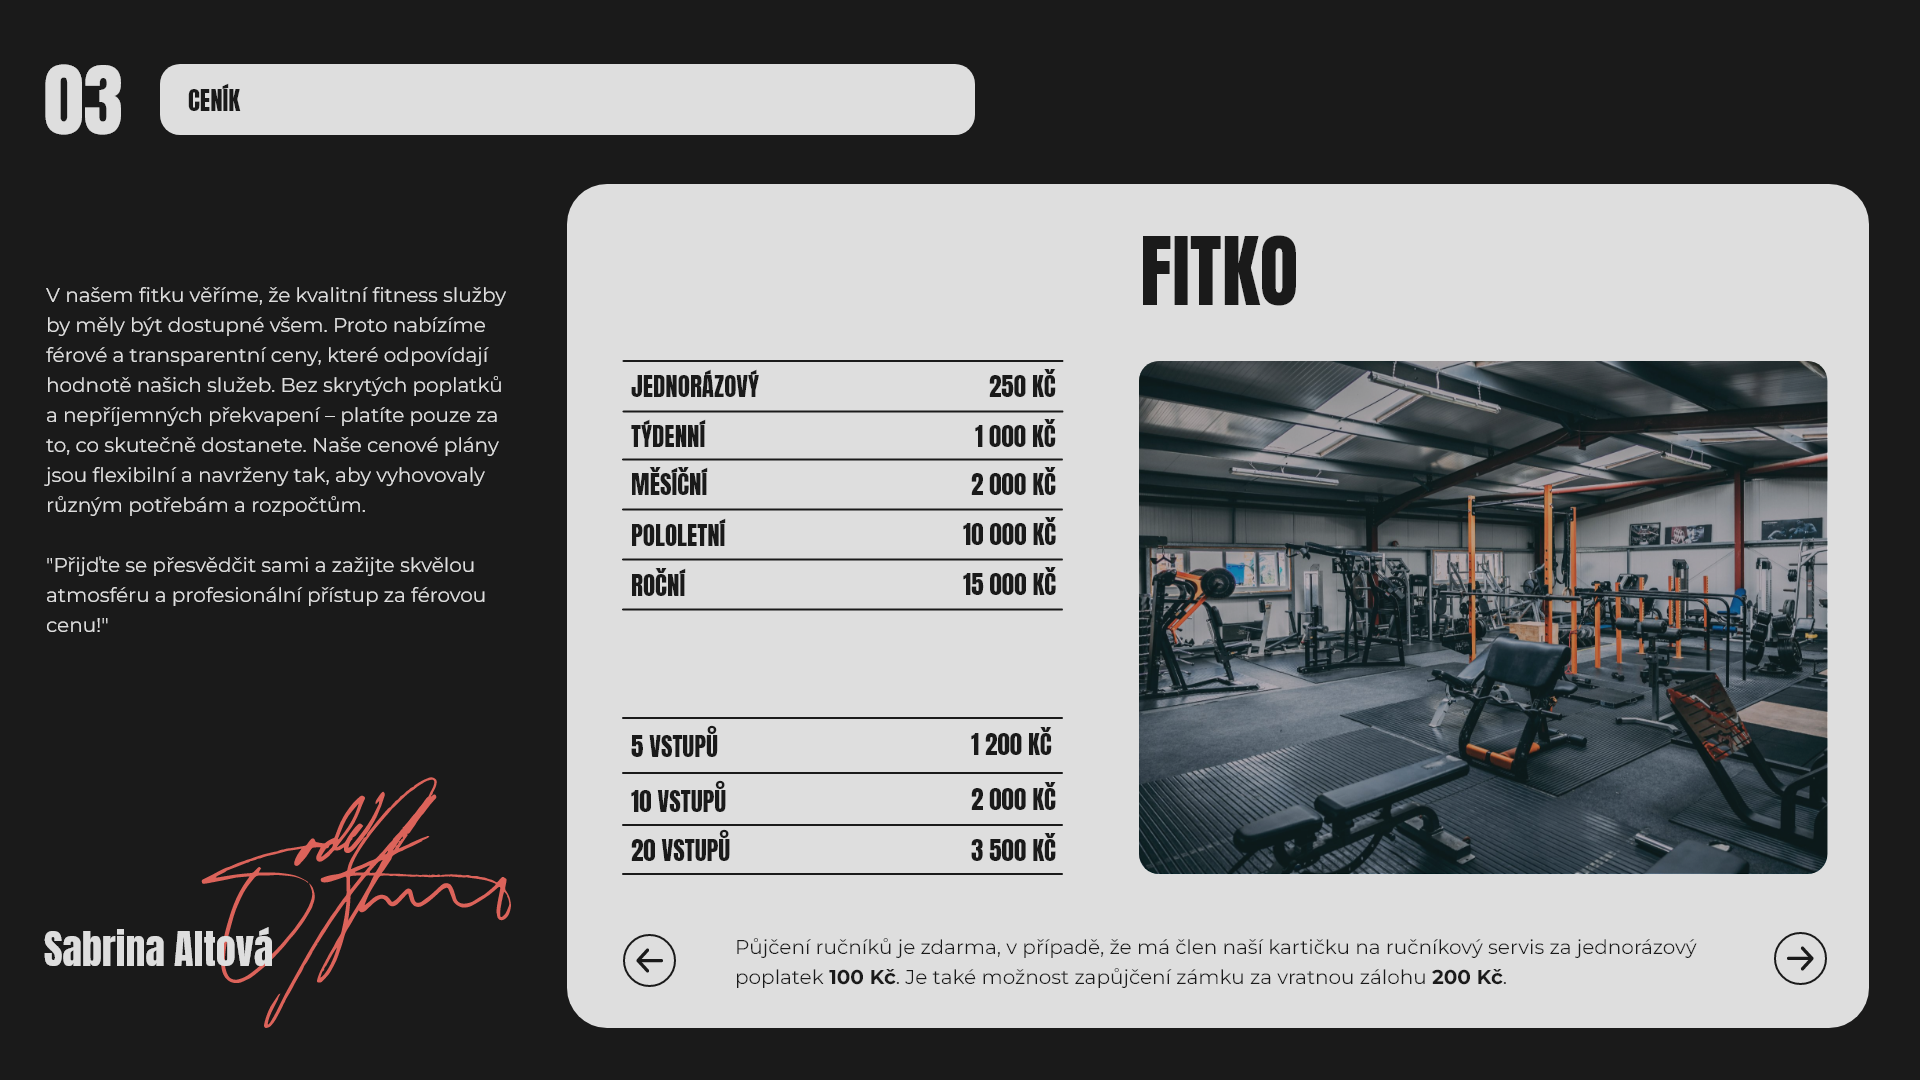 03
CENÍK
V našem fitku věříme, že kvalitní fitness služby
by měly být dostupné všem. Proto nabízíme
férové a transparentní ceny, které odpovídají
hodnotě našich služeb. Bez skrytých poplatků
a nepříjemných překvapení – platíte pouze za
to, co skutečně dostanete. Naše cenové plány
jsou flexibilní a navrženy tak, aby vyhovovaly
různým potřebám a rozpočtům.
"Přijďte se přesvědčit sami a zažijte skvělou
atmosféru a profesionální přístup za férovou
cenu!"
Sabrina Altová
FITKO
JEDNORÁZOVÝ 250 KČ
TÝDENNÍ 1 000 KČ
MĚSÍČNÍ 2 000 KČ
POLOLETNÍ 10 000 KČ
ROČNÍ 15 000 KČ
5 VSTUPŮ 1 200 KČ
10 VSTUPŮ 2 000 KČ
20 VSTUPŮ 3 500 KČ
Půjčení ručníků je zdarma, v případě, že má člen naší kartičku na ručníkový servis za jednorázový
poplatek 100 Kč. Je také možnost zapůjčení zámku za vratnou zálohu 200 Kč.